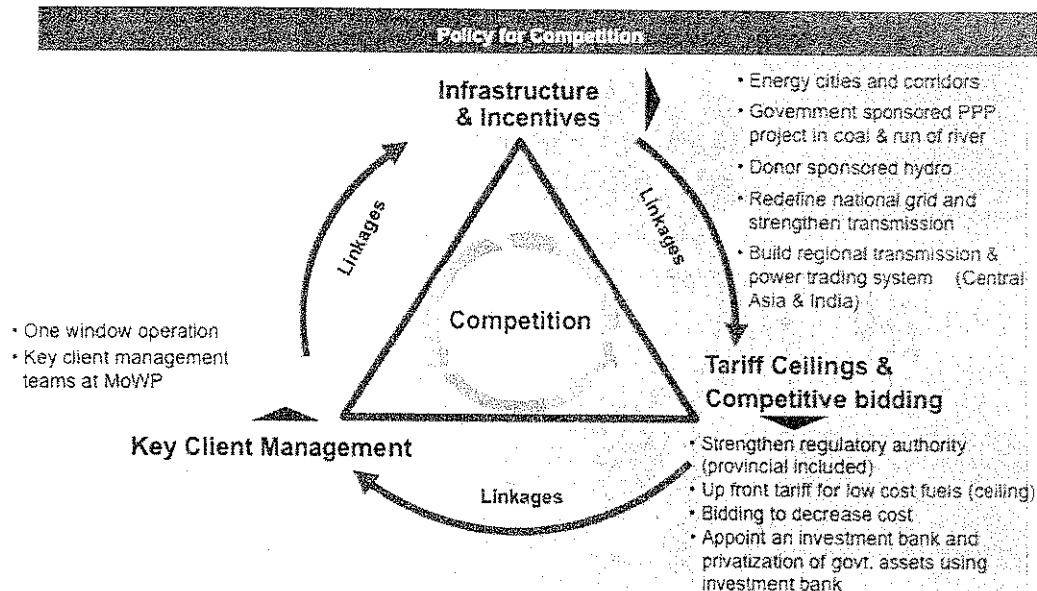 Policy for Competition
Infrastructure
& Incentives
• Energy cities and corridors
• Government sponsored PPP
project in coal & run of river
• Donor sponsored hydro
• Redefine national grid and
strengthen transmission
• Build regional transmission &
power trading system (Central
Asia & India)
Linkages
Linkages
Competition
• One window operation
• Key client management
teams at MoWP
Tariff Ceilings &
Competitive bidding
Key Client Management
Linkages
• Strengthen regulatory authority
(provincial included)
• Up front tariff for low cost fuels (ceiling)
• Bidding to decrease cost
• Appoint an investment bank and
privatization of govt. assets using
investment bank